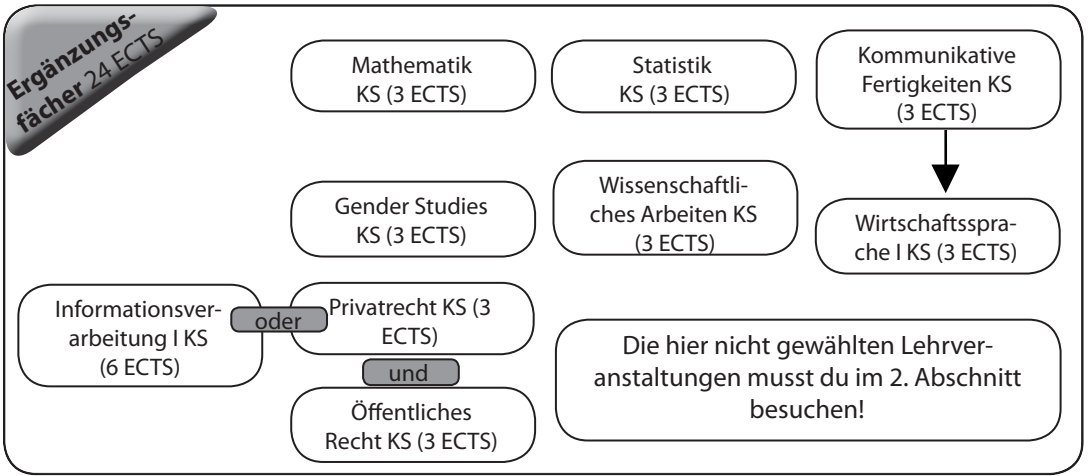 Ergänzungs-
fächer 24 ECTS
Mathematik
KS (3 ECTS)
Statistik
KS (3 ECTS)
Kommunikative
Fertigkeiten KS
(3 ECTS)
Gender Studies
KS (3 ECTS)
Wissenschaftli-
ches Arbeiten KS
(3 ECTS)
Wirtschaftsspra-
che I KS (3 ECTS)
Informationsver-
arbeitung I KS
(6 ECTS)
oder
Privatrecht KS (3
ECTS)
und
Öffentliches
Recht KS (3 ECTS)
Die hier nicht gewählten Lehrver-
anstaltungen musst du im 2. Abschnitt
besuchen!